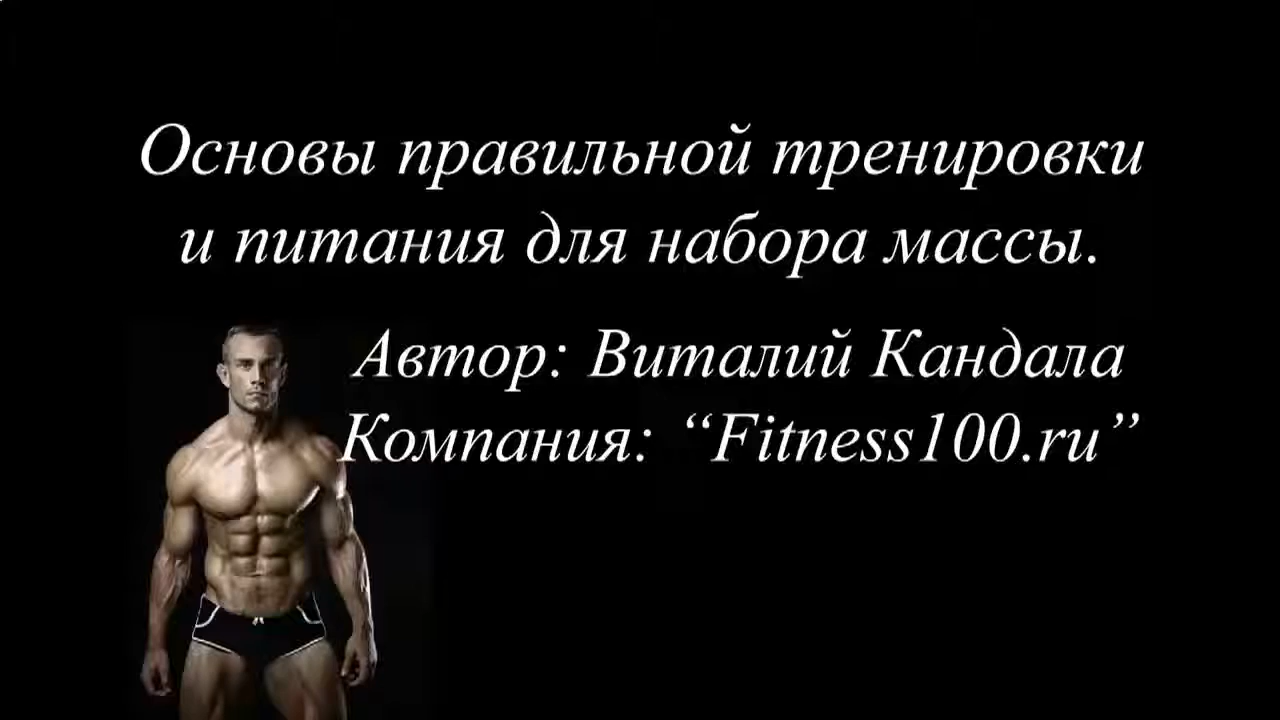 Основы правильной тренировки
и питания для набора массы.
Автор: Виталий Кандала
Компания: “Fitness100.ru”